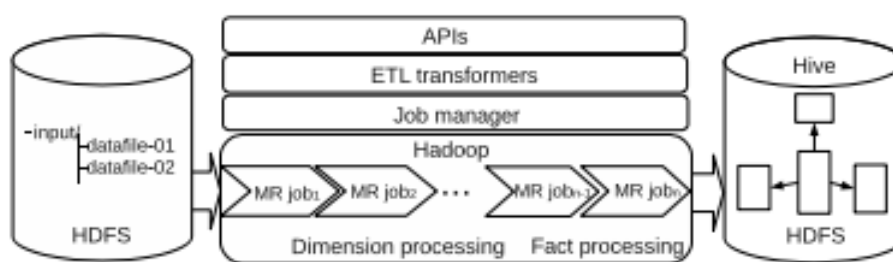 APIs
ETL transformers
Job manager
Hadoop
-input/
datafile-01
datafile-02
HDFS
MR job1
MR job2
...
MR jobn-1
MR jobn
Dimension processing
Fact processing
Hive
HDFS